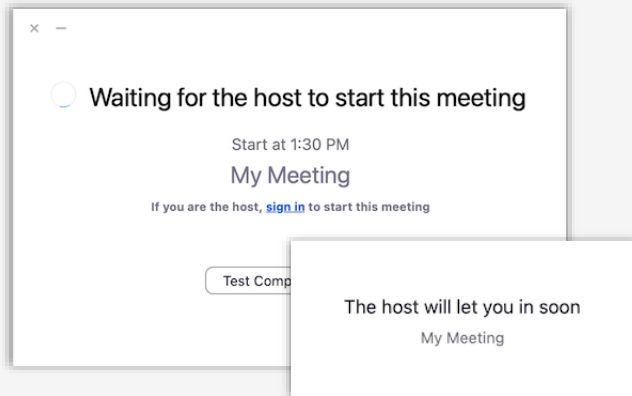 Waiting for the host to start this meeting
Start at 1:30 PM
My Meeting
If you are the host, sign in to start this meeting
Test Comp
The host will let you in soon
My Meeting